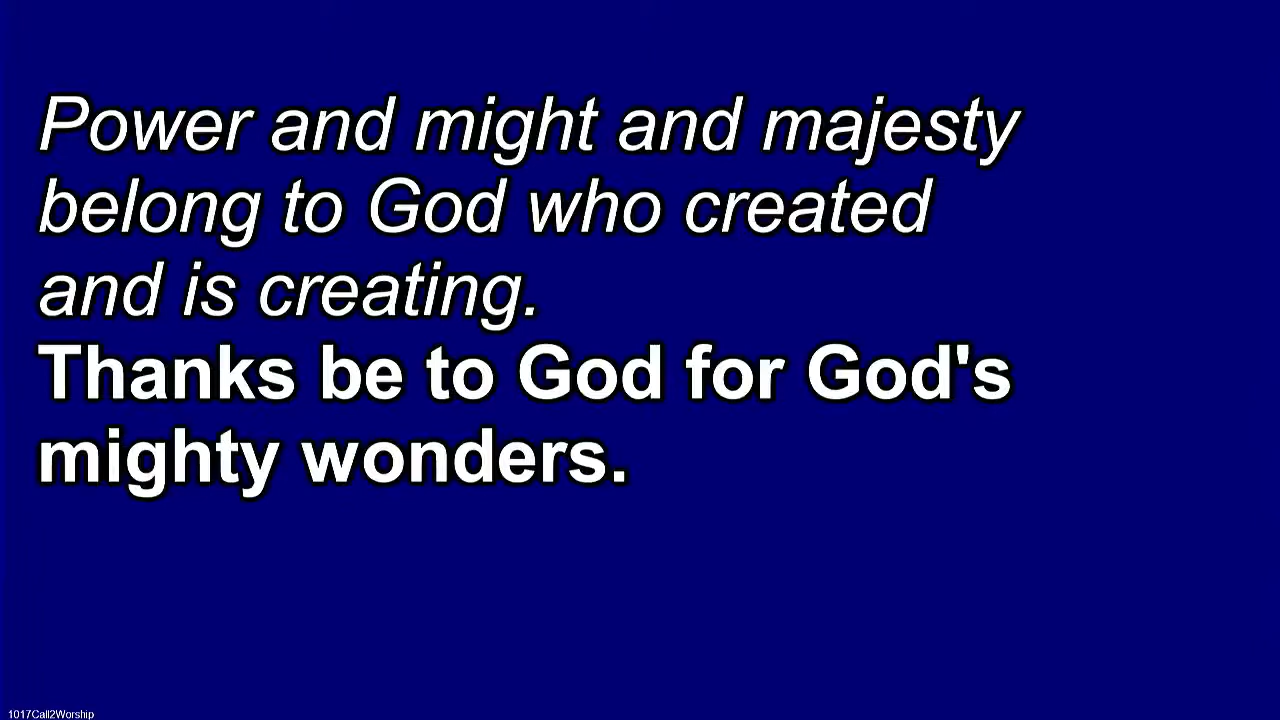 Power and might and majesty
belong to God who created
and is creating.
Thanks be to God for God's
mighty wonders.
1017Call2Worship